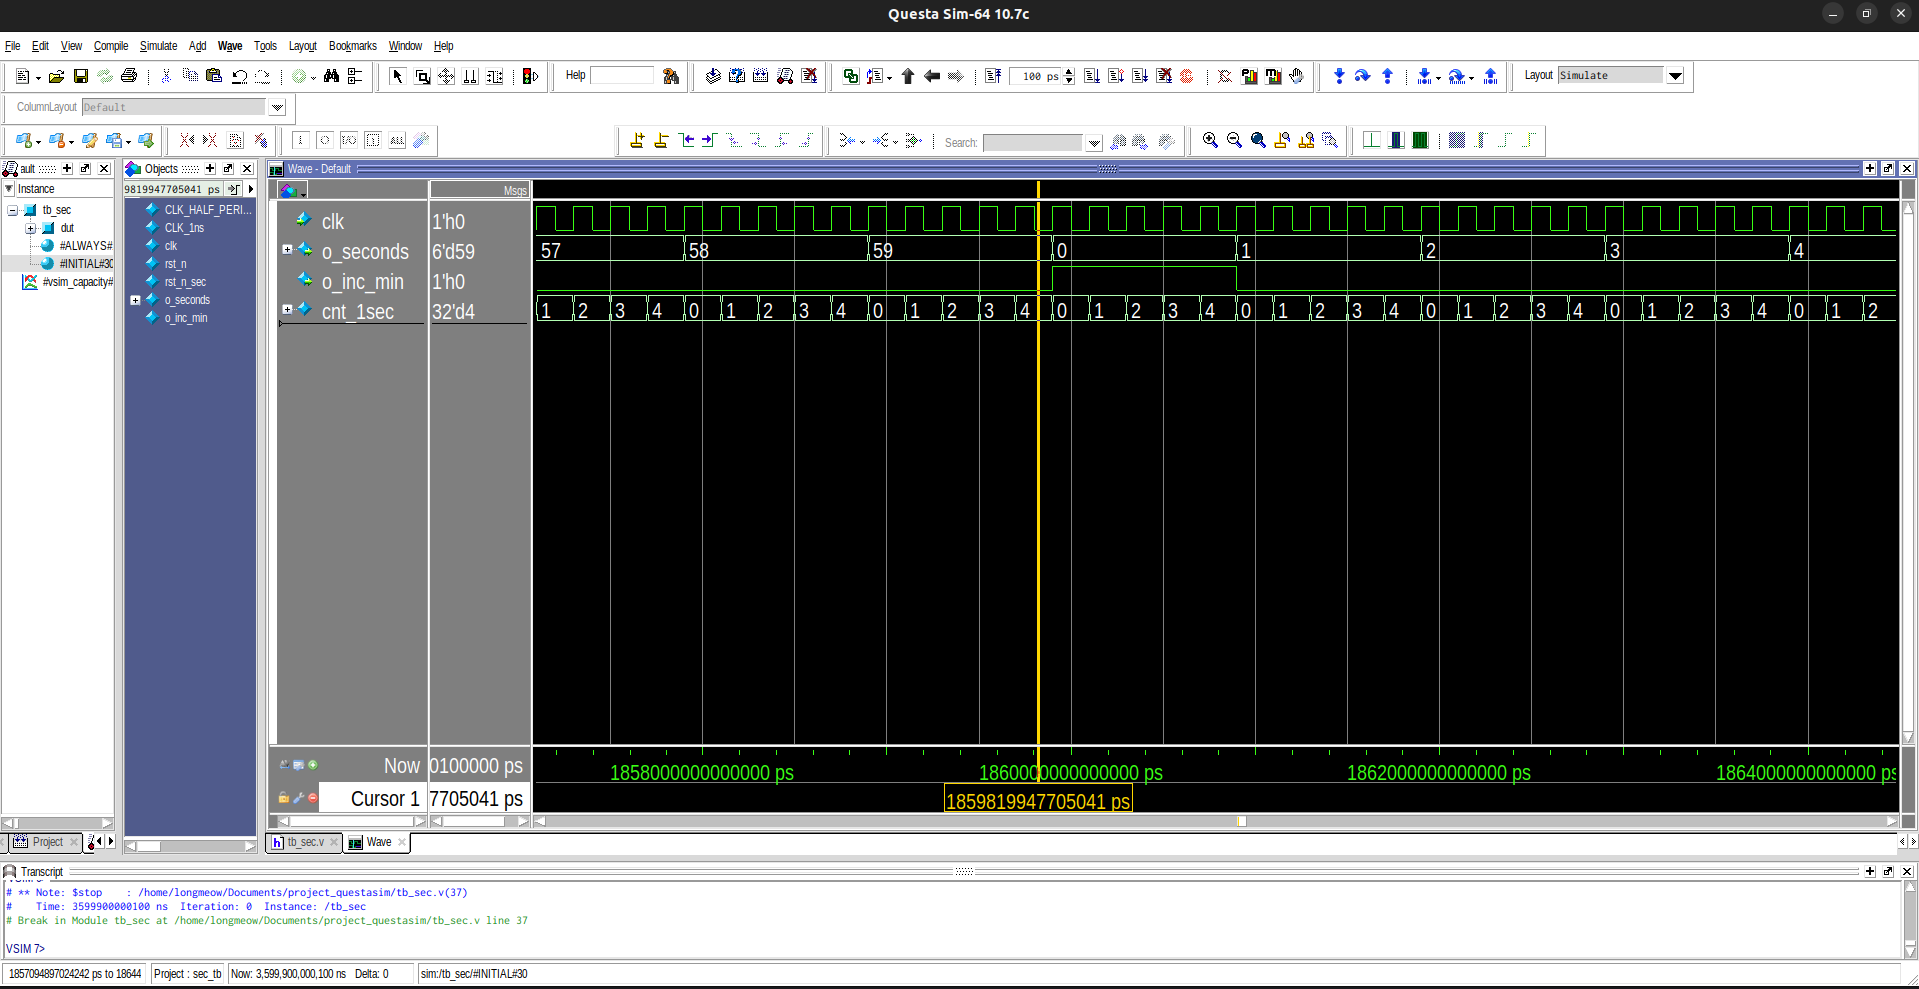 Questa Sim-64 10.7c
File Edit View Compile Simulate Add Wave Tools Layout Bookmarks Window Help
Help
100 ps
Layout Simulate
ColumnLayout Default
Search:
ault
Objects
Wave - Default
Instance
9819947705041 ps
Msgs
tb_sec
dut
#ALWAYS#
#INITIAL#30
#vsim_capacity#
CLK_HALF_PERI...
CLK_1ns
clk
rst_n
rst_n_sec
o_seconds
o_inc_min
clk 1'h0
o_seconds 6'd59 57 58 59 0 1 2 3 4
o_inc_min 1'h0
cnt_1sec 32'd4 1 2 3 4 0 1 2 3 4 0 1 2 3 4 0 1 2 3 4 0 1 2 3 4 0 1 2 3 4 0 1 2 3 4 0 1 2
Now 0100000 ps 1858000000000000 ps 1860000000000000 ps 1862000000000000 ps 1864000000000000 ps
Cursor 1 7705041 ps 1859819947705041 ps
Project
tb_sec.v
Wave
Transcript
# ** Note: $stop : /home/longmeow/Documents/project_questasim/tb_sec.v(37)
# Time: 3599900000100 ns Iteration: 0 Instance: /tb_sec
# Break in Module tb_sec at /home/longmeow/Documents/project_questasim/tb_sec.v line 37
VSIM 7>
1857094897024242 ps to 18644 Project : sec_tb Now: 3,599,900,000,100 ns Delta: 0 sim:/tb_sec/#INITIAL#30